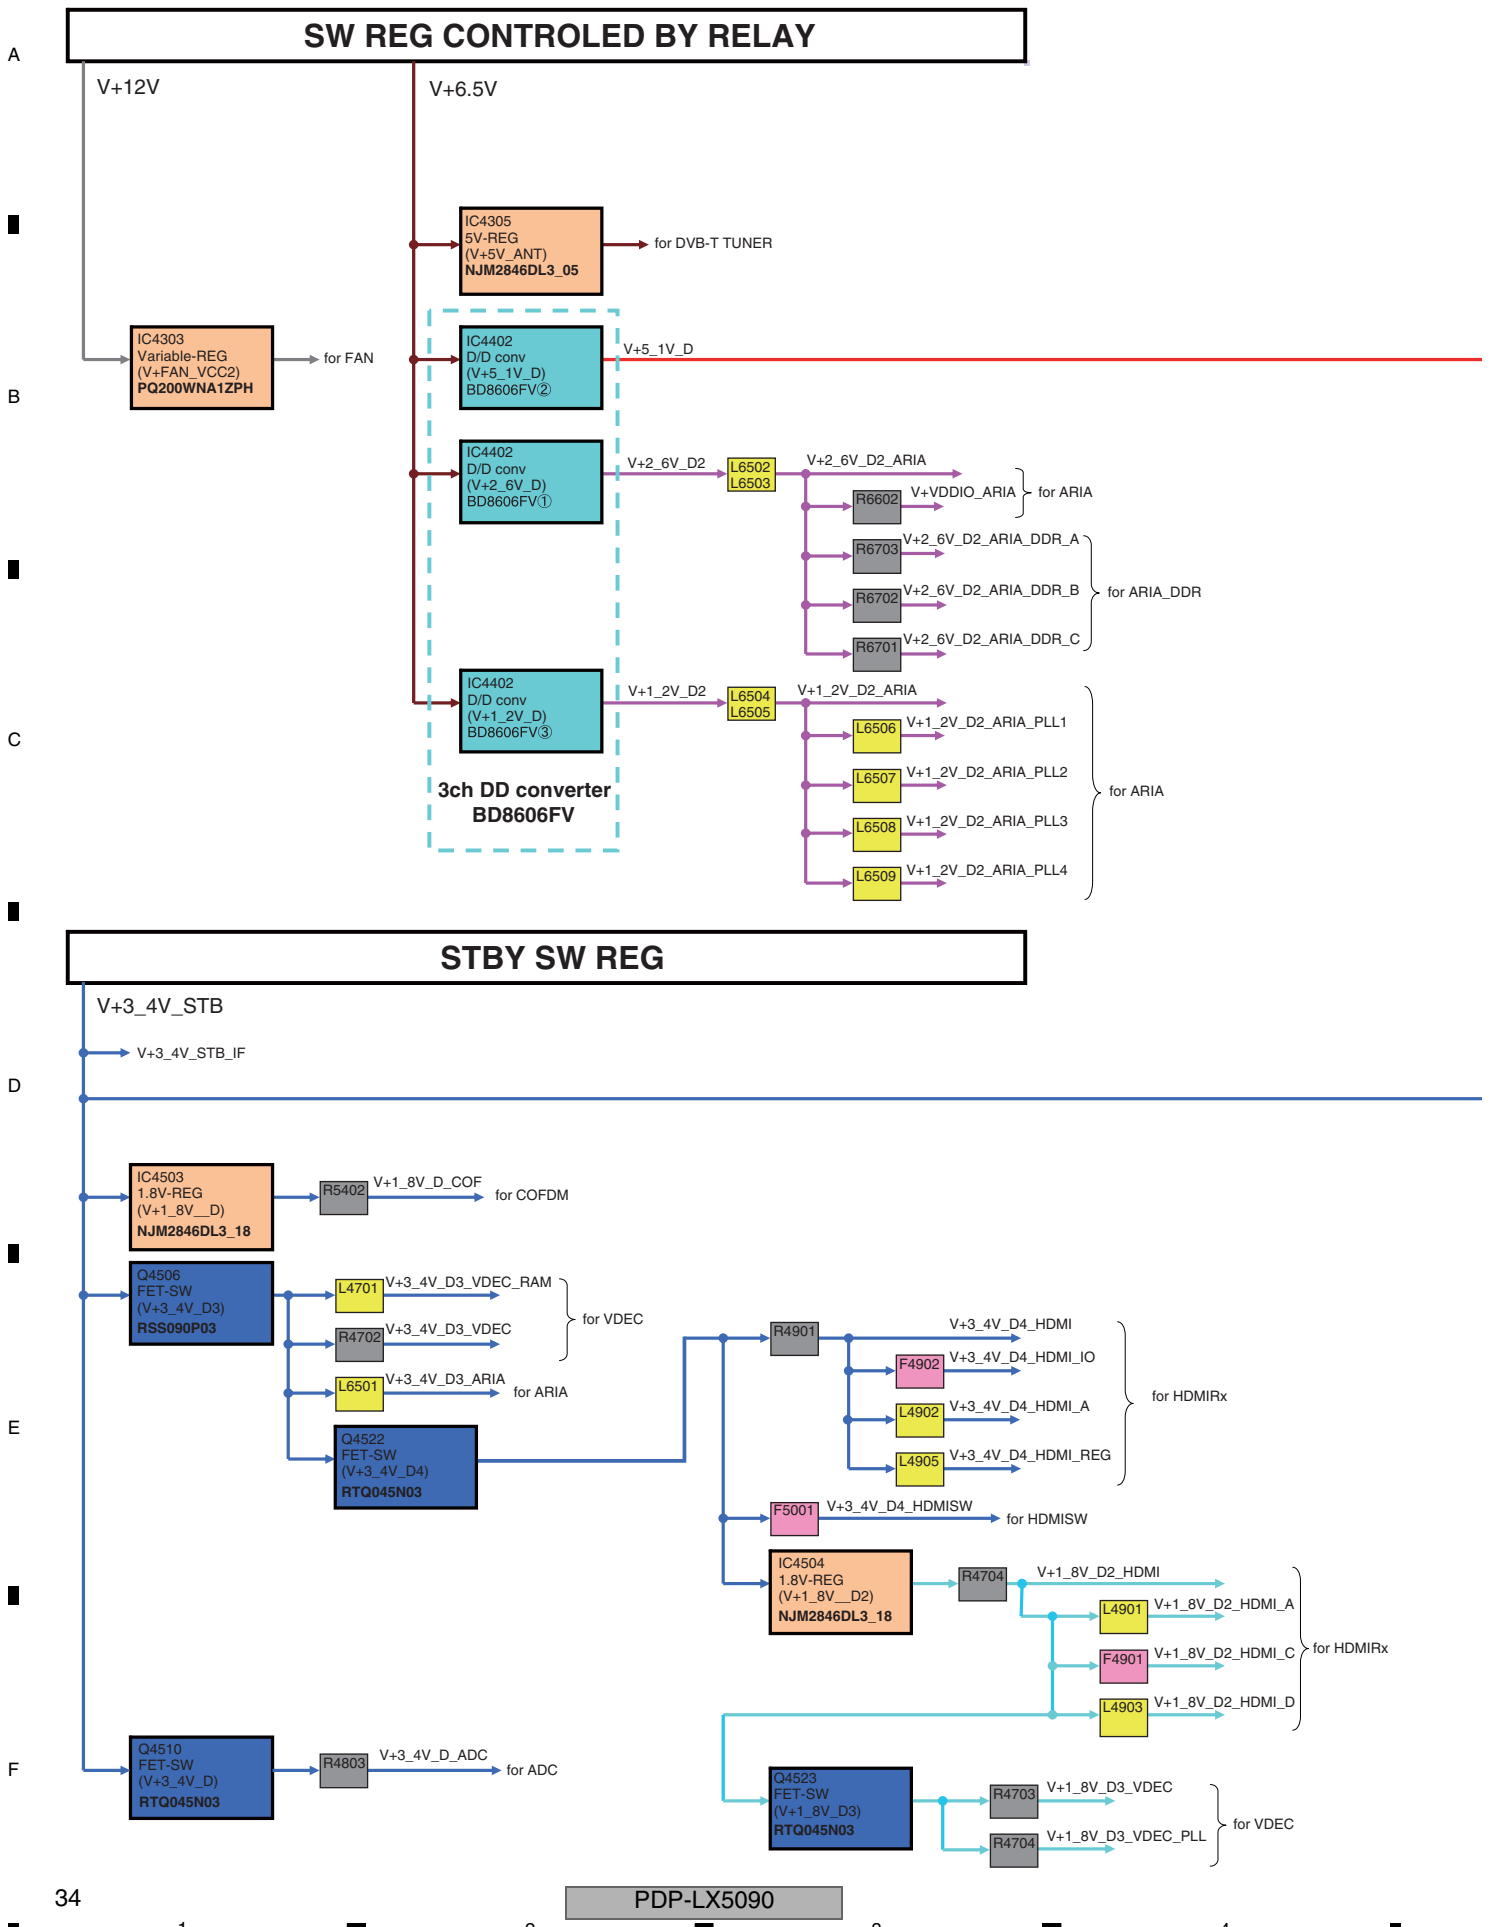 SW REG CONTROLED BY RELAY
A
V+12V
V+6.5V
IC4305
5V-REG
(V+5V_ANT)
NJM2846DL3_05
for DVB-T TUNER
IC4303
Variable-REG
(V+FAN_VCC2)
PQ200WNA1ZPH
for FAN
IC4402
D/D conv
(V+5_1V_D)
BD8606FV②
V+5_1V_D
B
IC4402
D/D conv
(V+2_6V_D)
BD8606FV①
V+2_6V_D2
L6502
L6503
V+2_6V_D2_ARIA
R6602
V+VDDIO_ARIA
for ARIA
R6703
V+2_6V_D2_ARIA_DDR_A
R6702
V+2_6V_D2_ARIA_DDR_B
for ARIA_DDR
R6701
V+2_6V_D2_ARIA_DDR_C
IC4402
D/D conv
(V+1_2V_D)
BD8606FV③
V+1_2V_D2
L6504
L6505
V+1_2V_D2_ARIA
C
L6506
V+1_2V_D2_ARIA_PLL1
L6507
V+1_2V_D2_ARIA_PLL2
for ARIA
L6508
V+1_2V_D2_ARIA_PLL3
L6509
V+1_2V_D2_ARIA_PLL4
3ch DD converter
BD8606FV
STBY SW REG
V+3_4V_STB
V+3_4V_STB_IF
D
IC4503
1.8V-REG
(V+1_8V__D)
NJM2846DL3_18
R5402
V+1_8V_D_COF
for COFDM
Q4506
FET-SW
(V+3_4V_D3)
RSS090P03
L4701
V+3_4V_D3_VDEC_RAM
R4702
V+3_4V_D3_VDEC
for VDEC
L6501
V+3_4V_D3_ARIA
for ARIA
E
Q4522
FET-SW
(V+3_4V_D4)
RTQ045N03
R4901
V+3_4V_D4_HDMI
F4902
V+3_4V_D4_HDMI_IO
L4902
V+3_4V_D4_HDMI_A
for HDMIRx
L4905
V+3_4V_D4_HDMI_REG
F5001
V+3_4V_D4_HDMISW
for HDMISW
IC4504
1.8V-REG
(V+1_8V__D2)
NJM2846DL3_18
R4704
V+1_8V_D2_HDMI
L4901
V+1_8V_D2_HDMI_A
F4901
V+1_8V_D2_HDMI_C
for HDMIRx
L4903
V+1_8V_D2_HDMI_D
F
Q4510
FET-SW
(V+3_4V_D)
RTQ045N03
R4803
V+3_4V_D_ADC
for ADC
Q4523
FET-SW
(V+1_8V_D3)
RTQ045N03
R4703
V+1_8V_D3_VDEC
R4704
V+1_8V_D3_VDEC_PLL
for VDEC
34
PDP-LX5090